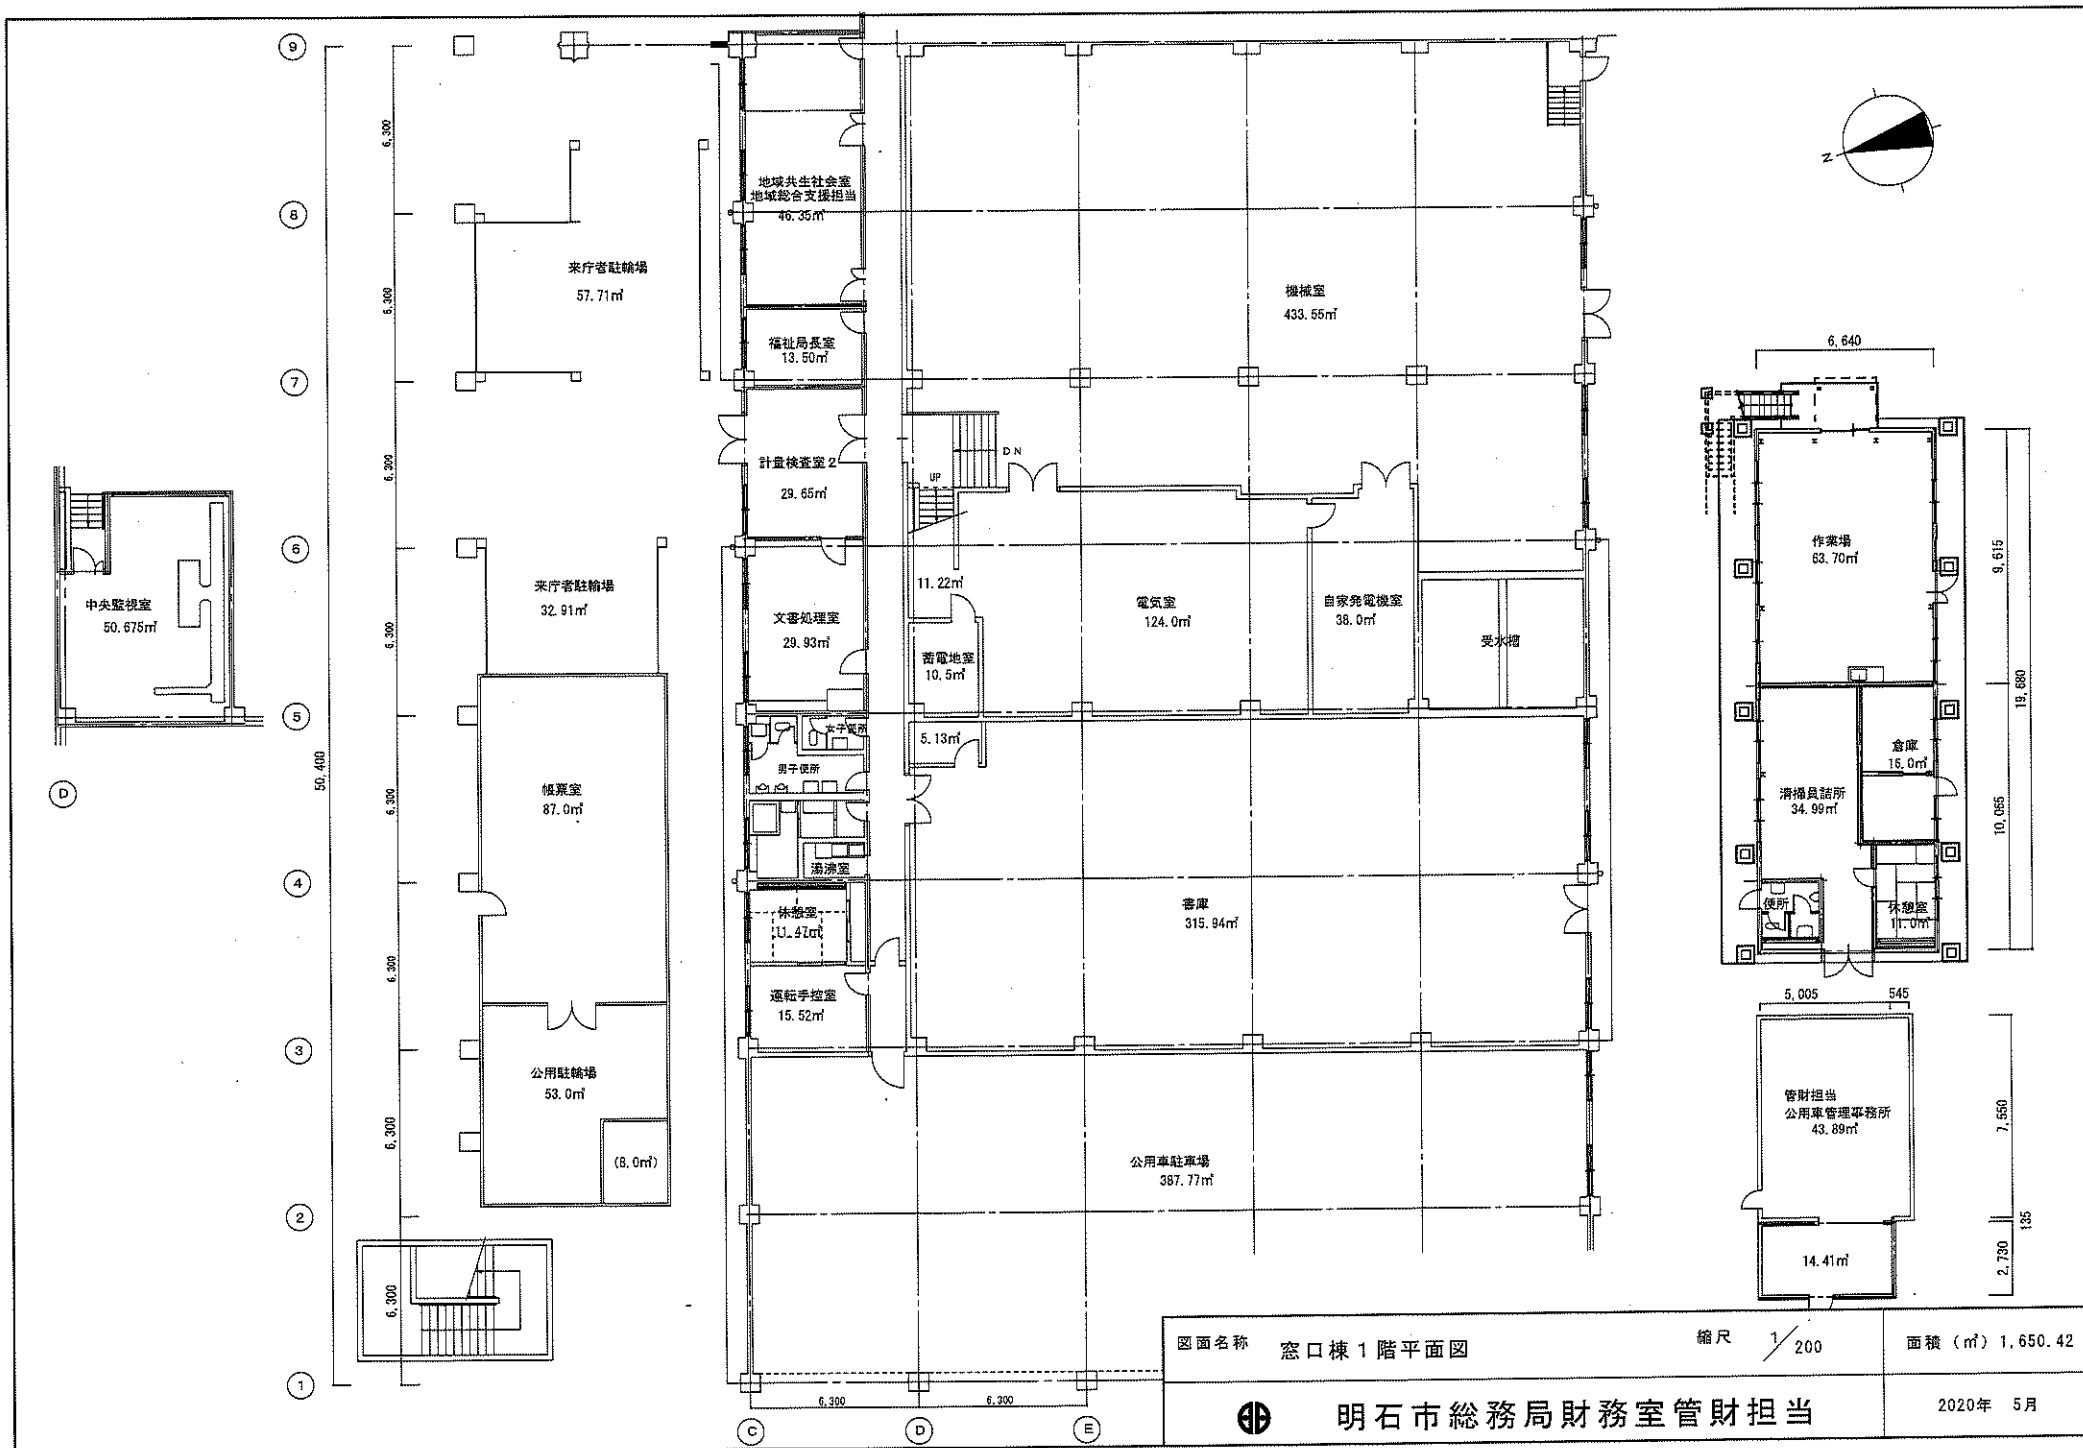 9
8
7
6
5
4
3
2
1
50,400
6,300
6,300
6,300
6,300
6,300
6,300
6,300
6,300
中央監視室
50.675㎡
D
来庁者駐輪場
57.71㎡
来庁者駐輪場
32.91㎡
帳票室
87.0㎡
公用駐輪場
53.0㎡
(8.0㎡)
地域共生社会室
地域総合支援担当
46.35㎡
福祉局長室
13.50㎡
計量検査室2
29.65㎡
文書処理室
29.93㎡
女子便所
男子便所
湯沸室
休憩室
11.47㎡
運転手控室
15.52㎡
機械室
433.55㎡
DN
UP
11.22㎡
蓄電地室
10.5㎡
電気室
124.0㎡
自家発電機室
38.0㎡
受水槽
5.13㎡
書庫
315.94㎡
公用車駐車場
387.77㎡
6,300
6,300
C
D
E
N
6,640
作業場
63.70㎡
9,615
19,680
10,065
倉庫
16.0㎡
清掃員詰所
34.99㎡
便所
休憩室
11.0㎡
5,005
545
管財担当
公用車管理事務所
43.89㎡
7,550
135
2,730
14.41㎡
図面名称 窓口棟1階平面図
縮尺 1/200
面積(㎡)1,650.42
明石市総務局財務室管財担当
2020年 5月